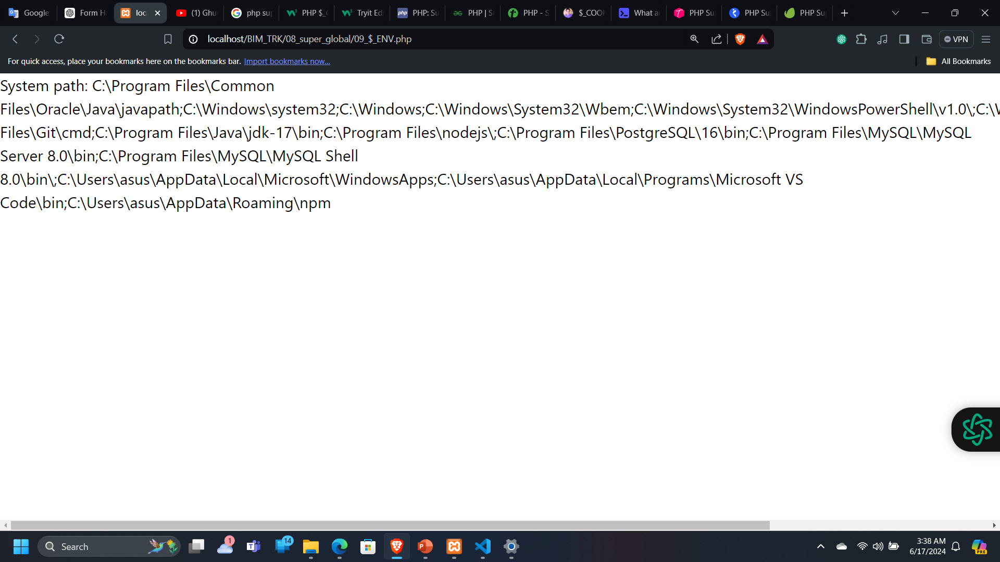 Google
Form H
loc
(1) Ghu
php sup
PHP $_C
Tryit Ed
PHP: Su
PHP | S
PHP - S
$_COOK
What a
PHP Su
PHP Su
PHP Su
localhost/BIM_TRK/08_super_global/09_$_ENV.php
VPN
For quick access, place your bookmarks here on the bookmarks bar. Import bookmarks now...
All Bookmarks
System path: C:\Program Files\Common
Files\Oracle\Java\javapath;C:\Windows\system32;C:\Windows;C:\Windows\System32\Wbem;C:\Windows\System32\WindowsPowerShell\v1.0\;C:\
Files\Git\cmd;C:\Program Files\Java\jdk-17\bin;C:\Program Files\nodejs\;C:\Program Files\PostgreSQL\16\bin;C:\Program Files\MySQL\MySQL
Server 8.0\bin;C:\Program Files\MySQL\MySQL Shell
8.0\bin\;C:\Users\asus\AppData\Local\Microsoft\WindowsApps;C:\Users\asus\AppData\Local\Programs\Microsoft VS
Code\bin;C:\Users\asus\AppData\Roaming\npm
Search
1
14
3:38 AM
6/17/2024
PRE